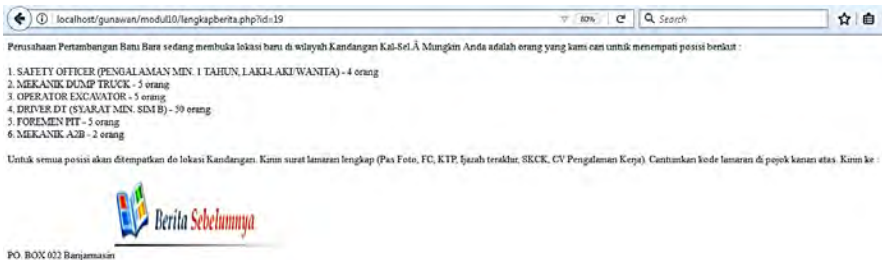 localhost/gunawan/modul10/lengkapberita.php?id=19
80%
Search
Perusahaan Pertambangan Batu Bara sedang membuka lokasi baru di wilayah Kandangan Kal-Sel.Â Mungkin Anda adalah orang yang kami cari untuk menempati posisi berikut :
1. SAFETY OFFICER (PENGALAMAN MIN. 1 TAHUN, LAKI-LAKI/WANITA) - 4 orang
2. MEKANIK DUMP TRUCK - 5 orang
3. OPERATOR EXCAVATOR - 5 orang
4. DRIVER DT (SYARAT MIN. SIM B) - 50 orang
5. FOREMEN PIT - 5 orang
6. MEKANIK A2B - 2 orang
Untuk semua posisi akan ditempatkan do lokasi Kandangan. Kirim surat lamaran lengkap (Pas Foto, FC, KTP, Ijazah terakhir, SKCK, CV Pengalaman Kerja). Cantumkan kode lamaran di pojok kanan atas. Kirim ke :
Berita Sebelumnya
PO. BOX 022 Banjarmasin